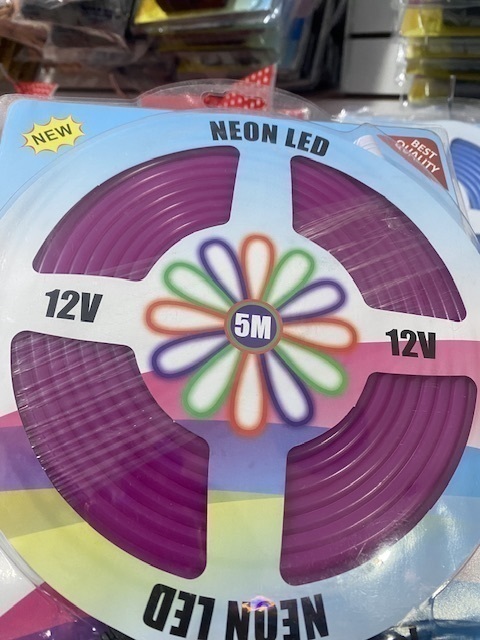 NEW
NEON LED
BEST
QUALITY
12V
5M
12V
NEON LED